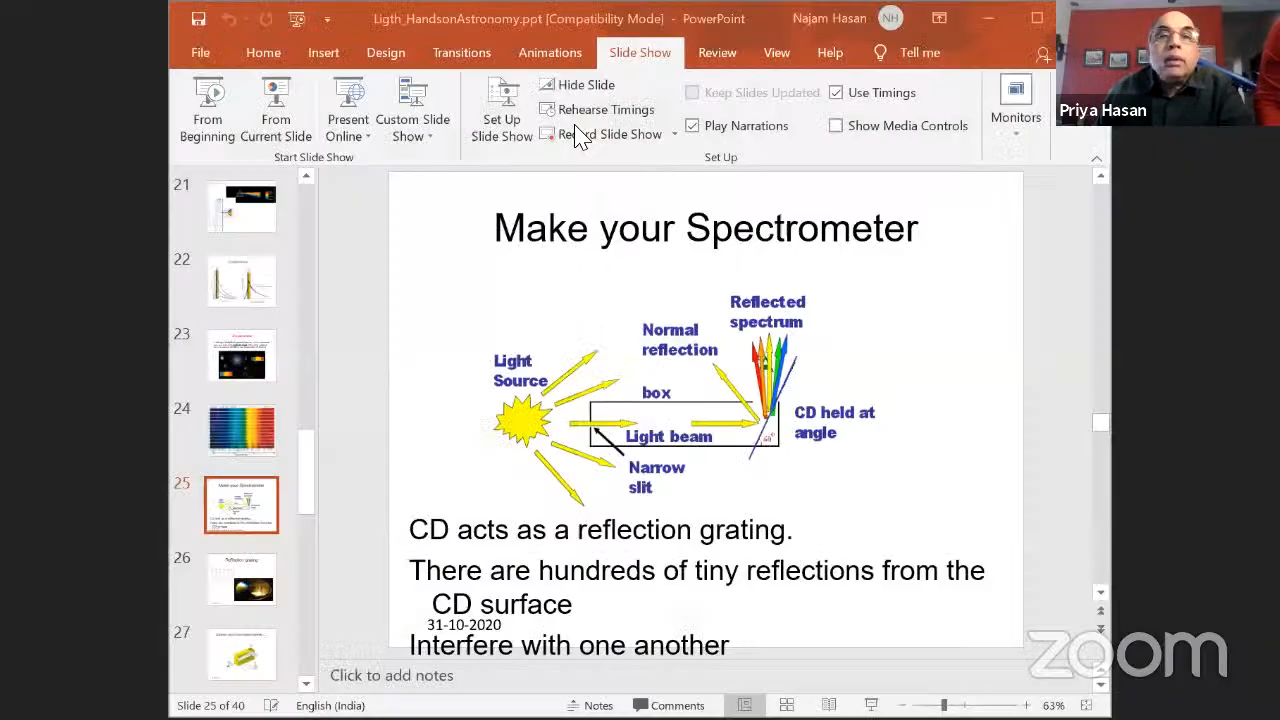 Ligth_HandsonAstronomy.ppt [Compatibility Mode] - PowerPoint
Najam Hasan
NH
File
Home
Insert
Design
Transitions
Animations
Slide Show
Review
View
Help
Tell me
From
Beginning
From
Current Slide
Present
Online
Custom Slide
Show
Start Slide Show
Set Up
Slide Show
Hide Slide
Rehearse Timings
Record Slide Show
Keep Slides Updated
Use Timings
Play Narrations
Show Media Controls
Set Up
Monitors
Priya Hasan
21
22
23
24
25
26
27
Make your Spectrometer
Reflected
spectrum
Normal
reflection
Light
Source
box
Light beam
CD held at
angle
60°
Narrow
slit
CD acts as a reflection grating.
There are hundreds of tiny reflections from the
CD surface
31-10-2020
Interfere with one another
Click to add notes
zoom
Slide 25 of 40
English (India)
Notes
Comments
63%